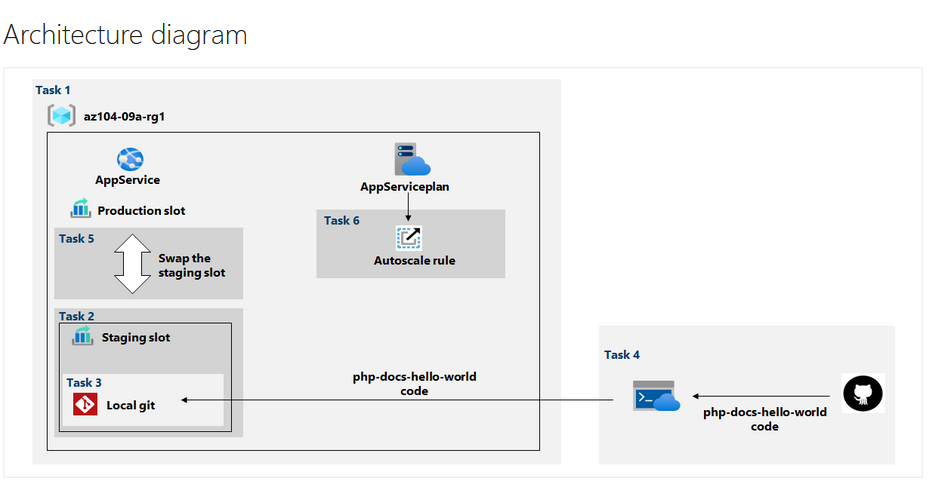 Architecture diagram
Task 1
az104-09a-rg1
AppService
AppServiceplan
Production slot
Task 6
Autoscale rule
Task 5
Swap the
staging slot
Task 2
Staging slot
Task 3
Local git
php-docs-hello-world
code
Task 4
php-docs-hello-world
code